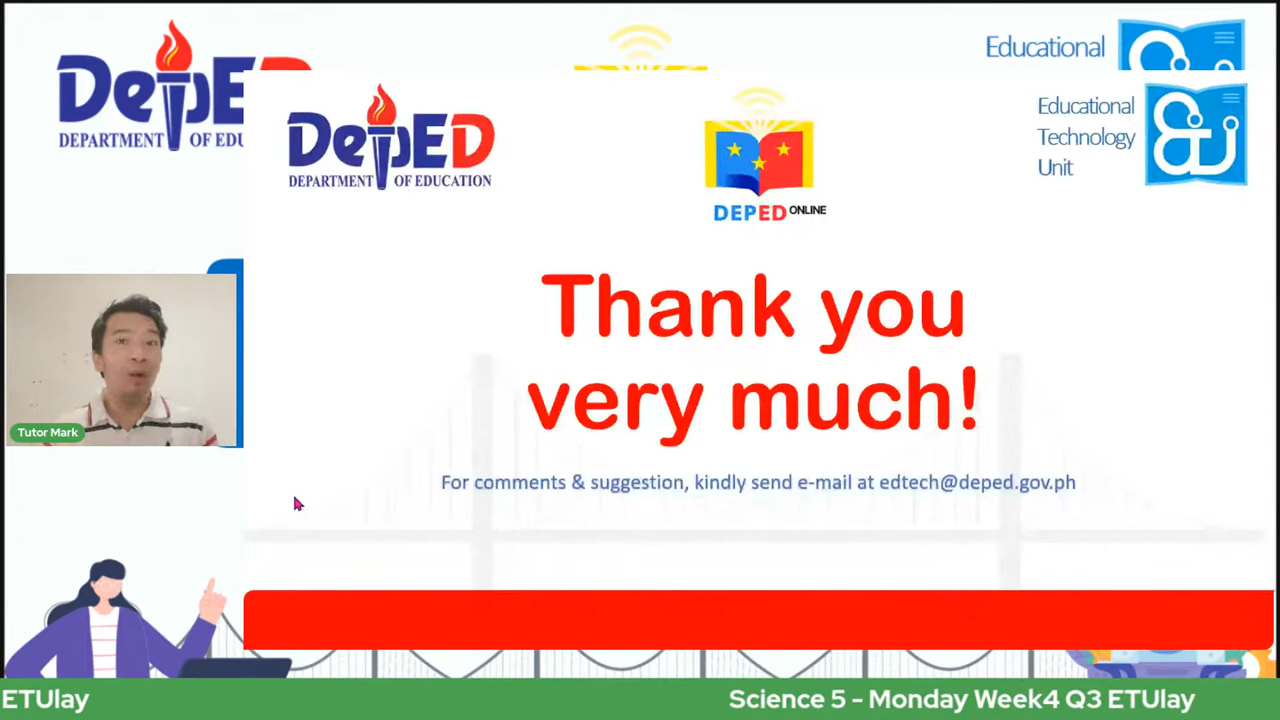 DepED
DEPARTMENT OF EDU
Educational
DepED
DEPARTMENT OF EDUCATION
DEPED ONLINE
Educational
Technology
Unit
Thank you
very much!
For comments & suggestion, kindly send e-mail at edtech@deped.gov.ph
Tutor Mark
ETUlay
Science 5 - Monday Week4 Q3 ETUlay